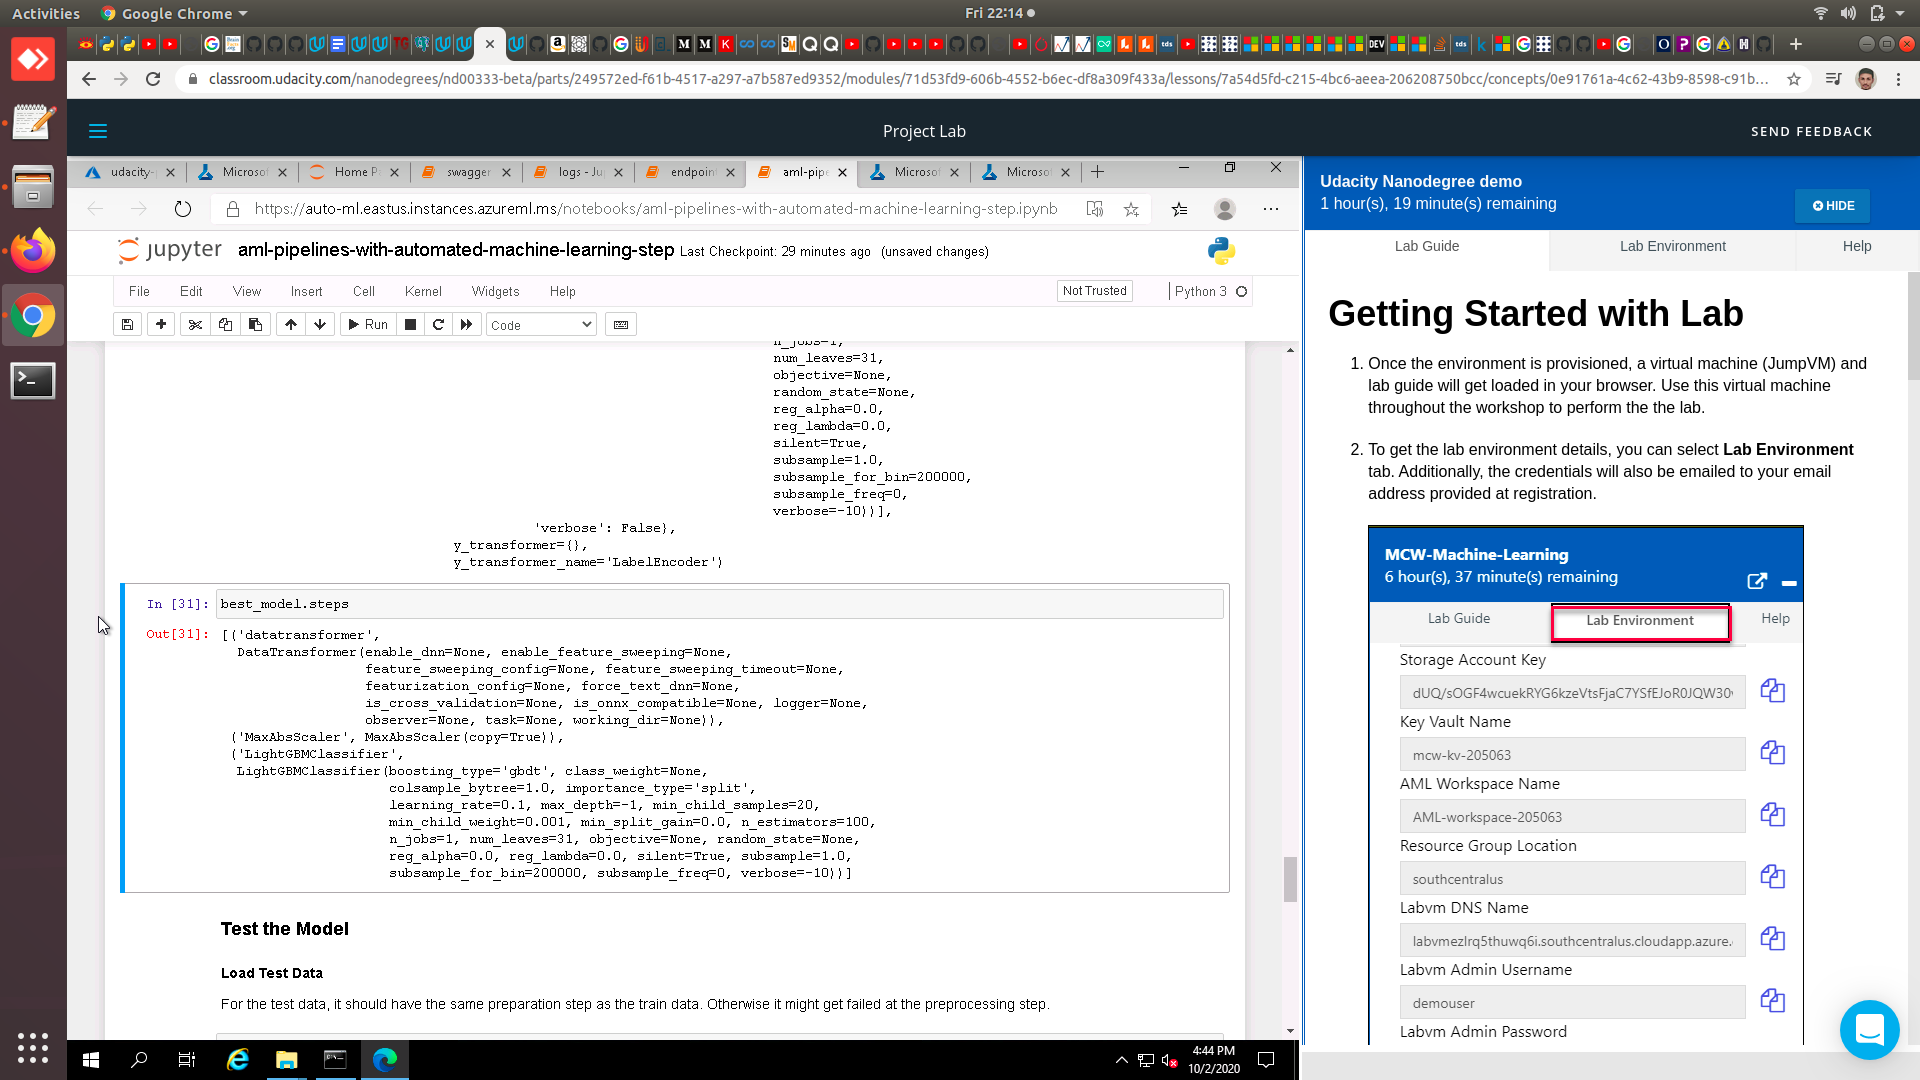 Activities
Google Chrome
Fri 22:14
classroom.udacity.com/nanodegrees/nd00333-beta/parts/249572ed-f61b-4517-a297-a7b587ed9352/modules/71d53fd9-606b-4552-b6ec-df8a309f433a/lessons/7a54d5fd-c215-4bc6-aeea-206208750bcc/concepts/0e91761a-4c62-43b9-8598-c91b...
Project Lab
SEND FEEDBACK
udacity-
Microsof
Home P
swagger
logs - Ju
endpoin
aml-pipe
Microsof
Microsof
https://auto-ml.eastus.instances.azureml.ms/notebooks/aml-pipelines-with-automated-machine-learning-step.ipynb
jupyter aml-pipelines-with-automated-machine-learning-step Last Checkpoint: 29 minutes ago (unsaved changes)
File Edit View Insert Cell Kernel Widgets Help
Not Trusted
Python 3
Run
Code
n_jobs=1,
num_leaves=31,
objective=None,
random_state=None,
reg_alpha=0.0,
reg_lambda=0.0,
silent=True,
subsample=1.0,
subsample_for_bin=200000,
subsample_freq=0,
verbose=-10))],
'verbose': False},
y_transformer={},
y_transformer_name='LabelEncoder')
In [31]: best_model.steps
Out[31]: [('datatransformer',
DataTransformer(enable_dnn=None, enable_feature_sweeping=None,
feature_sweeping_config=None, feature_sweeping_timeout=None,
featurization_config=None, force_text_dnn=None,
is_cross_validation=None, is_onnx_compatible=None, logger=None,
observer=None, task=None, working_dir=None)),
('MaxAbsScaler', MaxAbsScaler(copy=True)),
('LightGBMClassifier',
LightGBMClassifier(boosting_type='gbdt', class_weight=None,
colsample_bytree=1.0, importance_type='split',
learning_rate=0.1, max_depth=-1, min_child_samples=20,
min_child_weight=0.001, min_split_gain=0.0, n_estimators=100,
n_jobs=1, num_leaves=31, objective=None, random_state=None,
reg_alpha=0.0, reg_lambda=0.0, silent=True, subsample=1.0,
subsample_for_bin=200000, subsample_freq=0, verbose=-10))]
Test the Model
Load Test Data
For the test data, it should have the same preparation step as the train data. Otherwise it might get failed at the preprocessing step.
4:44 PM
10/2/2020
Udacity Nanodegree demo
1 hour(s), 19 minute(s) remaining
HIDE
Lab Guide
Lab Environment
Help
Getting Started with Lab
1. Once the environment is provisioned, a virtual machine (JumpVM) and
lab guide will get loaded in your browser. Use this virtual machine
throughout the workshop to perform the the lab.
2. To get the lab environment details, you can select Lab Environment
tab. Additionally, the credentials will also be emailed to your email
address provided at registration.
MCW-Machine-Learning
6 hour(s), 37 minute(s) remaining
Lab Guide
Lab Environment
Help
Storage Account Key
dUQ/sOGF4wcuekRYG6kzeVtsFjaC7YSfEJoR0JQW30
Key Vault Name
mcw-kv-205063
AML Workspace Name
AML-workspace-205063
Resource Group Location
southcentralus
Labvm DNS Name
labvmezlrq5thuwq6i.southcentralus.cloudapp.azure.
Labvm Admin Username
demouser
Labvm Admin Password